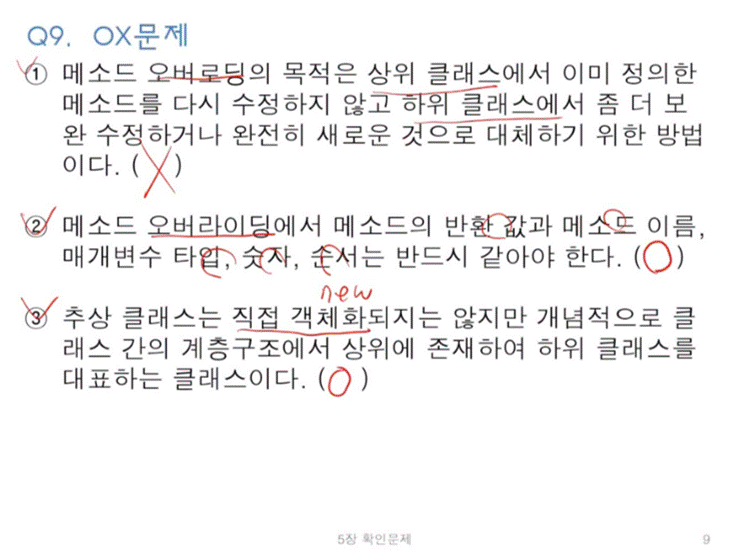 Q9. OX문제
① 메소드 오버로딩의 목적은 상위 클래스에서 이미 정의한
메소드를 다시 수정하지 않고 하위 클래스에서 좀 더 보
완 수정하거나 완전히 새로운 것으로 대체하기 위한 방법
이다. (X)
② 메소드 오버라이딩에서 메소드의 반환 값과 메소드 이름,
매개변수 타입, 숫자, 순서는 반드시 같아야 한다. (O)
new
③ 추상 클래스는 직접 객체화되지는 않지만 개념적으로 클
래스 간의 계층구조에서 상위에 존재하여 하위 클래스를
대표하는 클래스이다. (O)
5장 확인문제
9